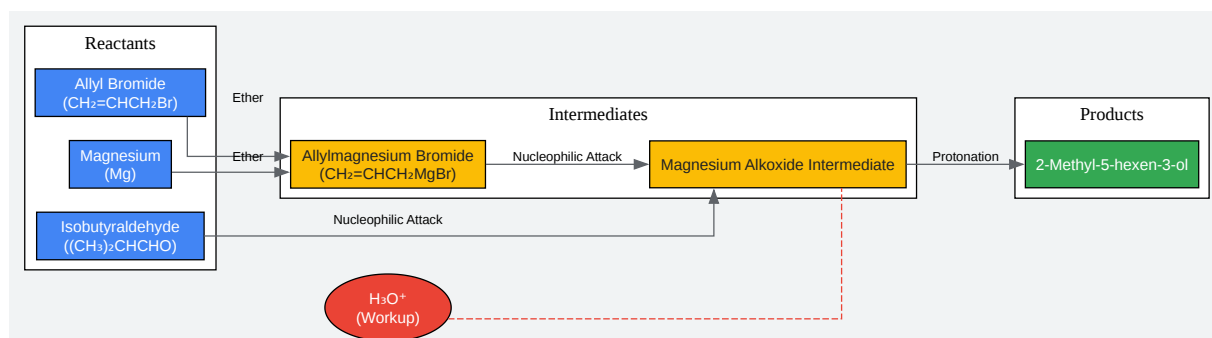 Reactants
Allyl Bromide
(CH₂=CHCH₂Br)
Magnesium
(Mg)
Isobutyraldehyde
((CH₃)₂CHCHO)
Ether
Ether
Intermediates
Allylmagnesium Bromide
(CH₂=CHCH₂MgBr)
Nucleophilic Attack
Magnesium Alkoxide Intermediate
Nucleophilic Attack
Protonation
Products
2-Methyl-5-hexen-3-ol
H₃O⁺
(Workup)